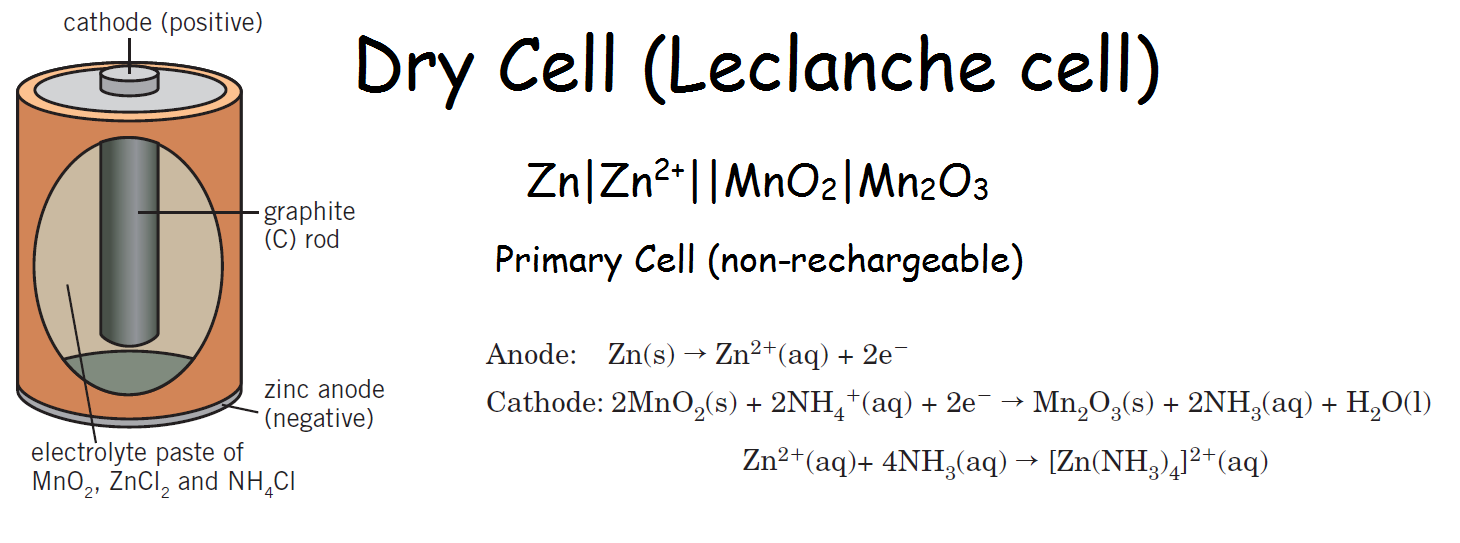 cathode (positive)
Dry Cell (Leclanche cell)
Zn|Zn²⁺||MnO₂|Mn₂O₃
graphite
(C) rod
Primary Cell (non-rechargeable)
Anode: Zn(s) → Zn²⁺(aq) + 2e⁻
Cathode: 2MnO₂(s) + 2NH₄⁺(aq) + 2e⁻ → Mn₂O₃(s) + 2NH₃(aq) + H₂O(l)
Zn²⁺(aq)+ 4NH₃(aq) → [Zn(NH₃)₄]²⁺(aq)
zinc anode
(negative)
electrolyte paste of
MnO₂, ZnCl₂ and NH₄Cl